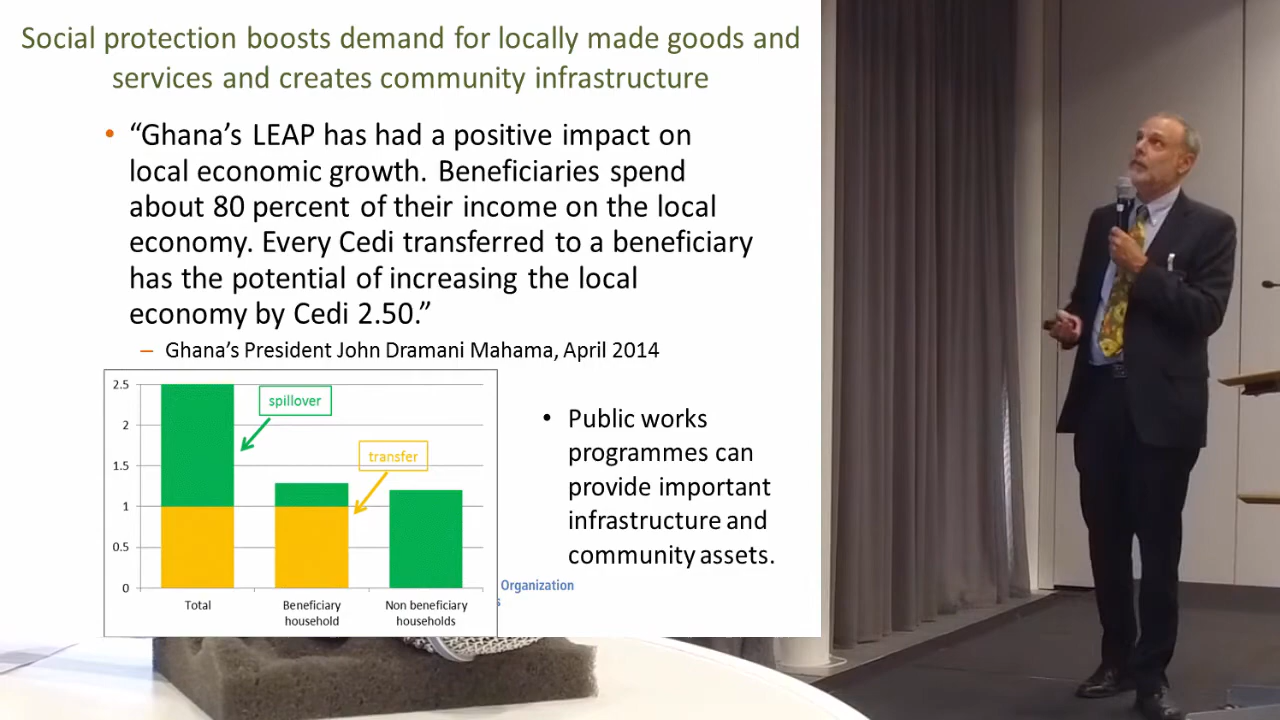 Social protection boosts demand for locally made goods and
services and creates community infrastructure
• “Ghana’s LEAP has had a positive impact on
local economic growth. Beneficiaries spend
about 80 percent of their income on the local
economy. Every Cedi transferred to a beneficiary
has the potential of increasing the local
economy by Cedi 2.50.”
– Ghana’s President John Dramani Mahama, April 2014
2.5
2
1.5
1
0.5
0
spillover
transfer
Total
Beneficiary
household
Non beneficiary
households
• Public works
programmes can
provide important
infrastructure and
community assets.
Organization